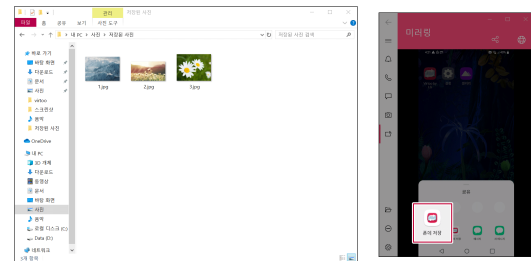 관리
저장된 사진
파일
홈
공유
보기
사진 도구
내 PC > 사진 > 저장된 사진
저장된 사진 검색
바로 가기
바탕 화면
다운로드
문서
사진
virtoo
스크린샷
음악
저장된 사진
OneDrive
내 PC
3D 개체
다운로드
동영상
문서
바탕 화면
사진
음악
로컬 디스크 (C:)
Data (D:)
네트워크
1.jpg
2.jpg
3.jpg
미러링
공유
폰에 저장